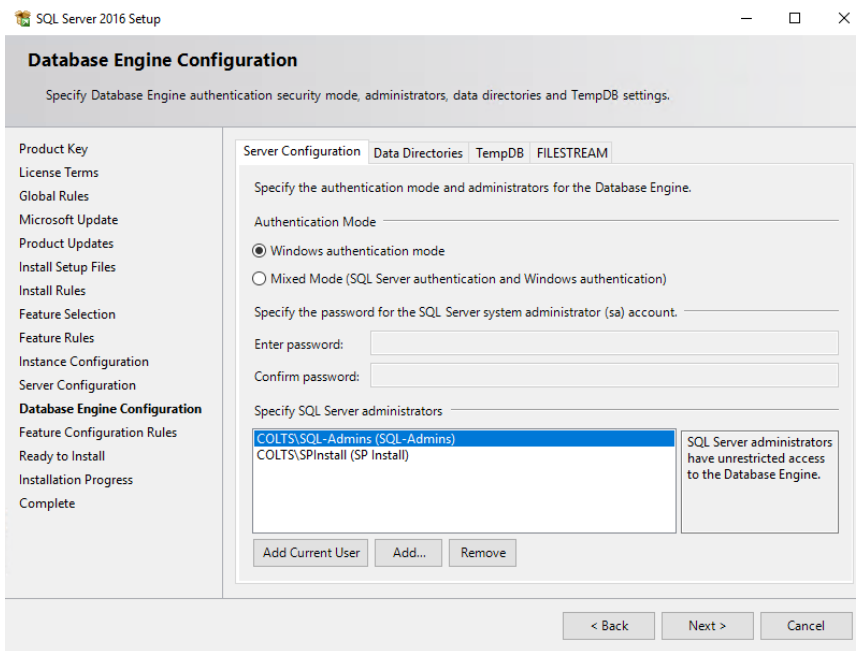 SQL Server 2016 Setup
Database Engine Configuration
Specify Database Engine authentication security mode, administrators, data directories and TempDB settings.
Product Key
License Terms
Global Rules
Microsoft Update
Product Updates
Install Setup Files
Install Rules
Feature Selection
Feature Rules
Instance Configuration
Server Configuration
Database Engine Configuration
Feature Configuration Rules
Ready to Install
Installation Progress
Complete
Server Configuration Data Directories TempDB FILESTREAM
Specify the authentication mode and administrators for the Database Engine.
Authentication Mode
Windows authentication mode
Mixed Mode (SQL Server authentication and Windows authentication)
Specify the password for the SQL Server system administrator (sa) account.
Enter password:
Confirm password:
Specify SQL Server administrators
COLTS\SQL-Admins (SQL-Admins)
COLTS\SPInstall (SP Install)
SQL Server administrators
have unrestricted access
to the Database Engine.
Add Current User Add... Remove
< Back Next > Cancel